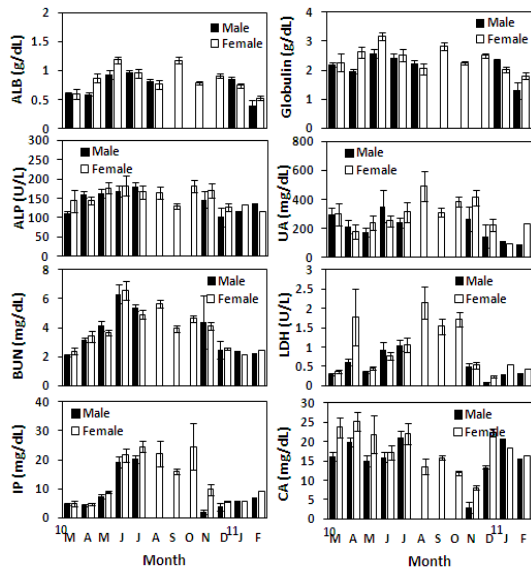 ALB (g/dL)
2
1.5
1
0.5
0
Male
Female
Globulin (g/dL)
4
3
2
1
0
Male
Female
ALP (U/L)
250
200
150
100
50
0
Male
Female
UA (mg/dL)
800
600
400
200
0
Male
Female
BUN (mg/dL)
8
6
4
2
0
Male
Female
LDH (U/L)
3
2.5
2
1.5
1
0.5
0
Male
Female
IP (mg/dL)
40
30
20
10
0
Male
Female
10 11
M A M J J A S O N D J F
Month
CA (mg/dL)
30
25
20
15
10
5
0
Male
Female
10 11
M A M J J A S O N D J F
Month